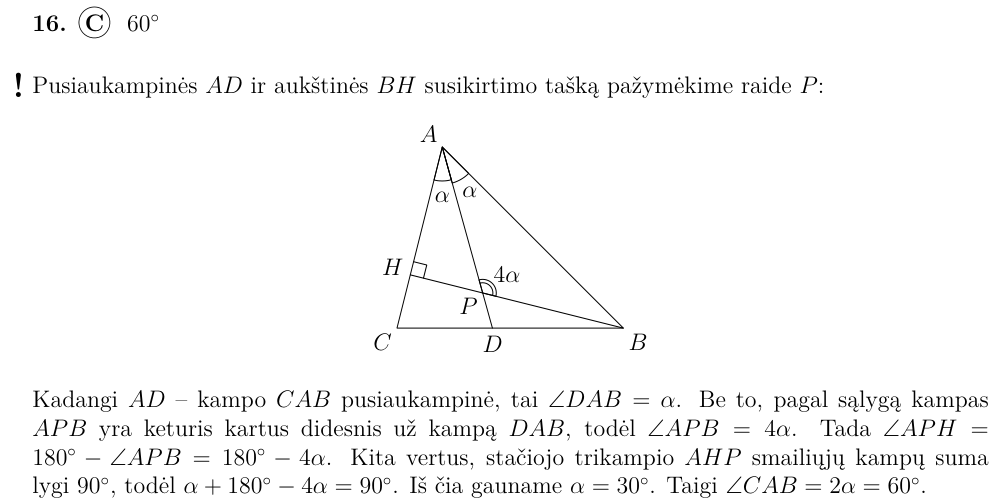 16. Ⓒ 60°
! Pusiaukampinės AD ir aukštinės BH susikirtimo tašką pažymėkime raide P:
A
α α
H
4α
P
C D B
Kadangi AD – kampo CAB pusiaukampinė, tai ∠DAB = α. Be to, pagal sąlygą kampas
APB yra keturis kartus didesnis už kampą DAB, todėl ∠APB = 4α. Tada ∠APH =
180° − ∠APB = 180° − 4α. Kita vertus, stačiojo trikampio AHP smailiųjų kampų suma
lygi 90°, todėl α + 180° − 4α = 90°. Iš čia gauname α = 30°. Taigi ∠CAB = 2α = 60°.